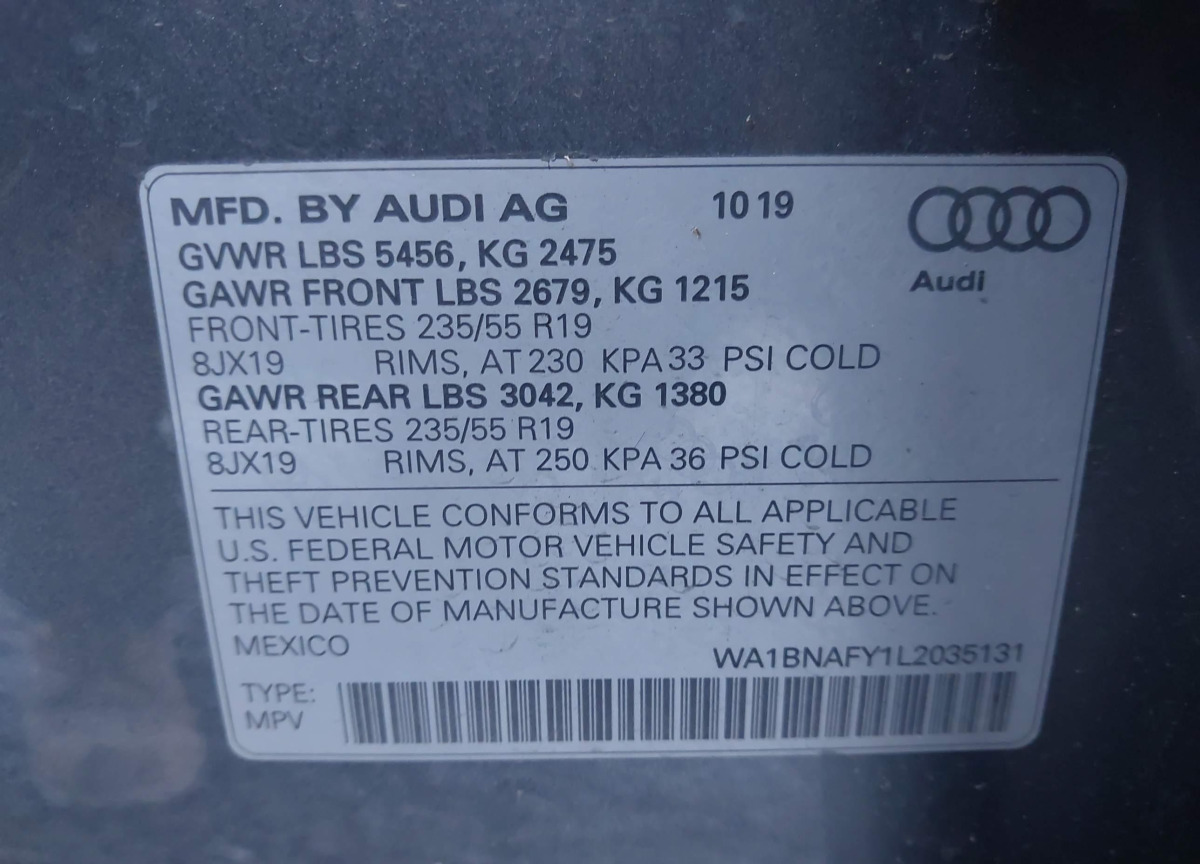 MFD. BY AUDI AG 10 19
GVWR LBS 5456, KG 2475
Audi
GAWR FRONT LBS 2679, KG 1215
FRONT-TIRES 235/55 R19
8JX19 RIMS, AT 230 KPA 33 PSI COLD
GAWR REAR LBS 3042, KG 1380
REAR-TIRES 235/55 R19
8JX19 RIMS, AT 250 KPA 36 PSI COLD
THIS VEHICLE CONFORMS TO ALL APPLICABLE
U.S. FEDERAL MOTOR VEHICLE SAFETY AND
THEFT PREVENTION STANDARDS IN EFFECT ON
THE DATE OF MANUFACTURE SHOWN ABOVE.
MEXICO
WA1BNAFY1L2035131
TYPE:
MPV